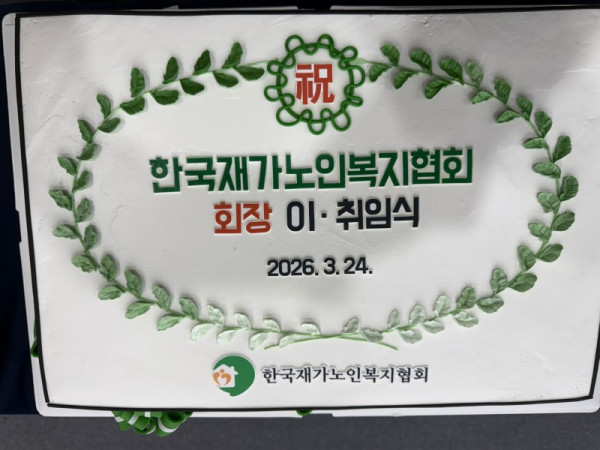 祝
한국재가노인복지협회
회장 이·취임식
2026. 3. 24.
한국재가노인복지협회